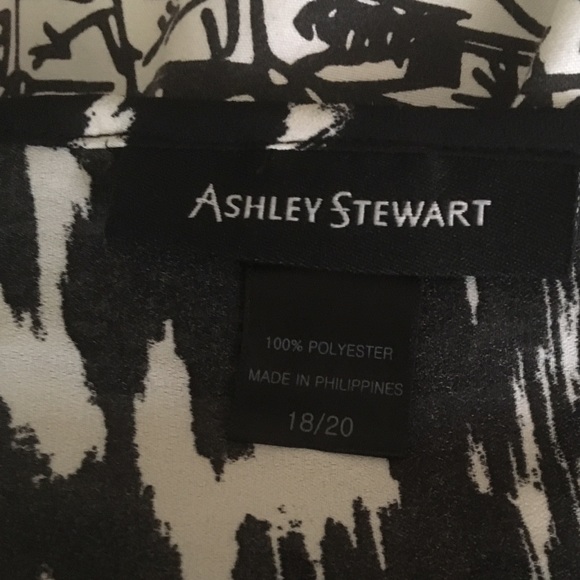 ASHLEY STEWART
100% POLYESTER
MADE IN PHILIPPINES
18/20